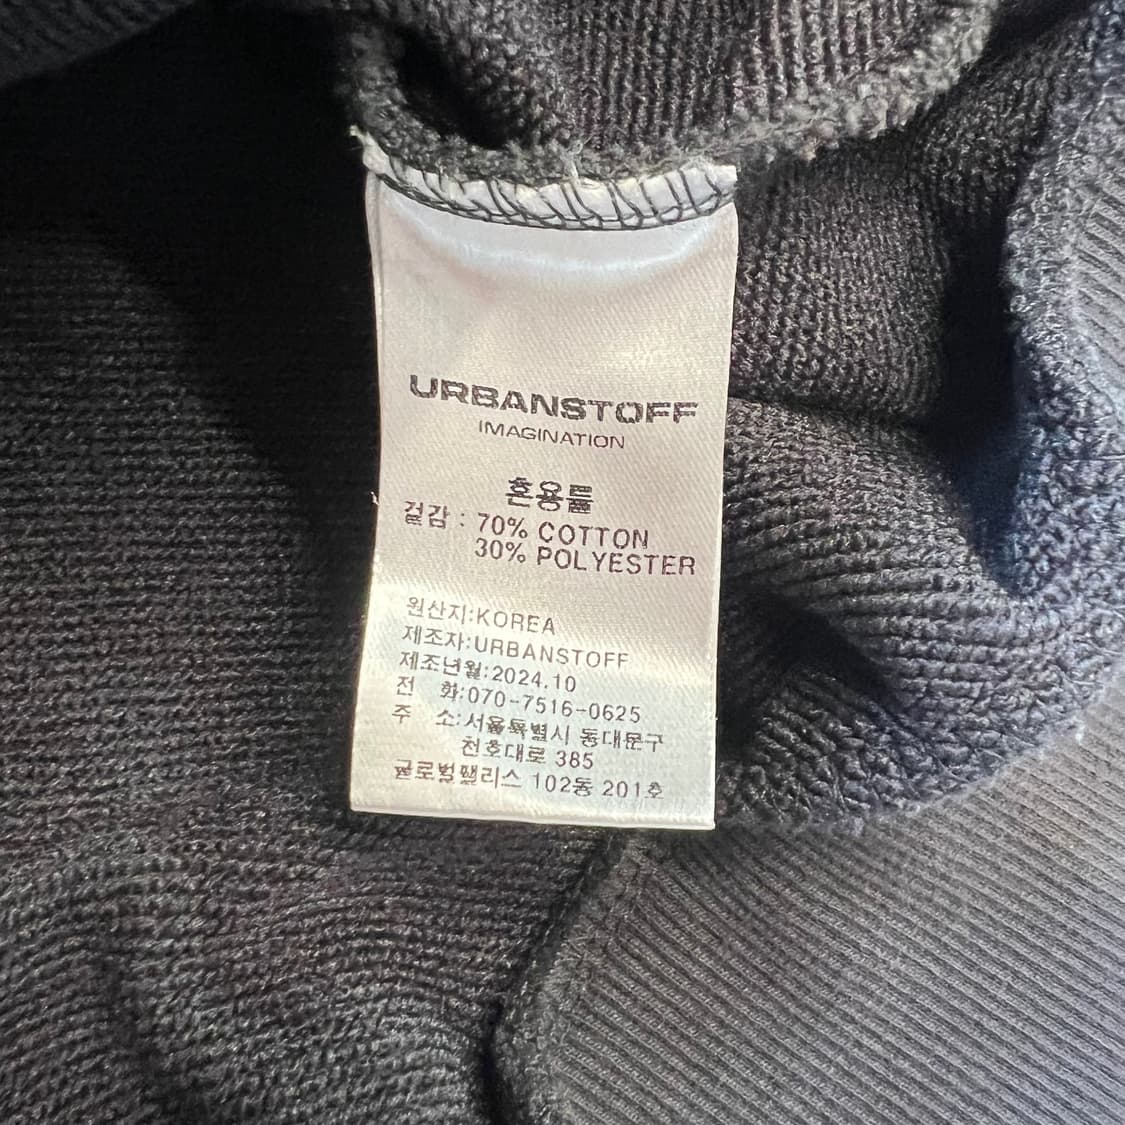 URBANSTOFF
IMAGINATION
혼용률
겉감 : 70% COTTON
30% POLYESTER
원산지:KOREA
제조자:URBANSTOFF
제조년월:2024.10
전 화:070-7516-0625
주 소:서울특별시 동대문구
천호대로 385
글로벌팰리스 102동 201호